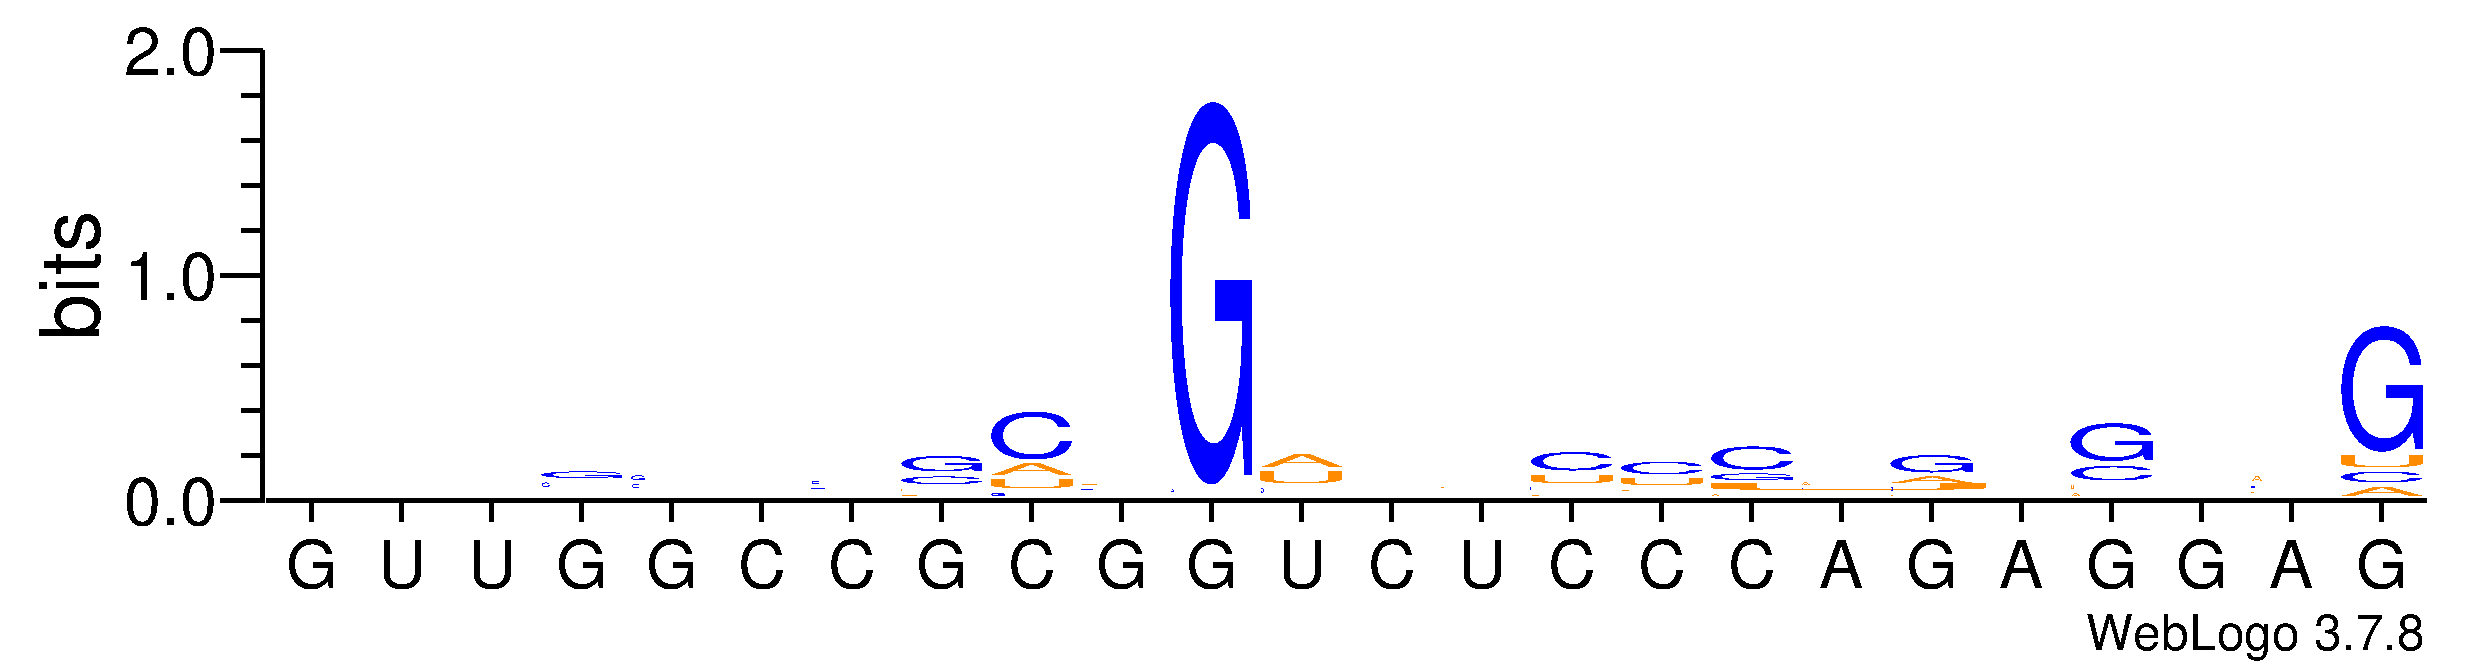 2.0
bits
1.0
0.0
G U U G G C C G C G G U C U C C C A G A G G A G
WebLogo 3.7.8